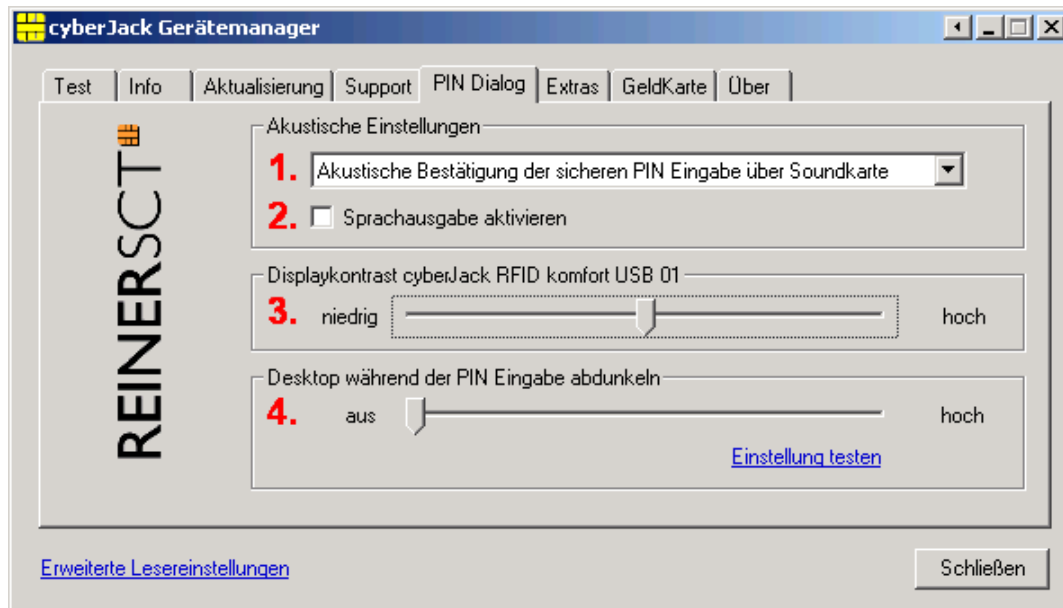 cyberJack Gerätemanager
Test Info Aktualisierung Support PIN Dialog Extras GeldKarte Über
REINERSCT
Akustische Einstellungen
1. Akustische Bestätigung der sicheren PIN Eingabe über Soundkarte
2. Sprachausgabe aktivieren
Displaykontrast cyberJack RFID komfort USB 01
3. niedrig hoch
Desktop während der PIN Eingabe abdunkeln
4. aus hoch
Einstellung testen
Erweiterte Lesereinstellungen Schließen